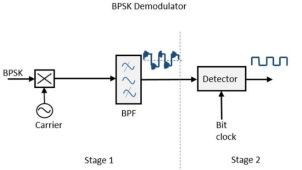 BPSK Demodulator
BPSK
Carrier
BPF
Detector
Bit
clock
Stage 1
Stage 2